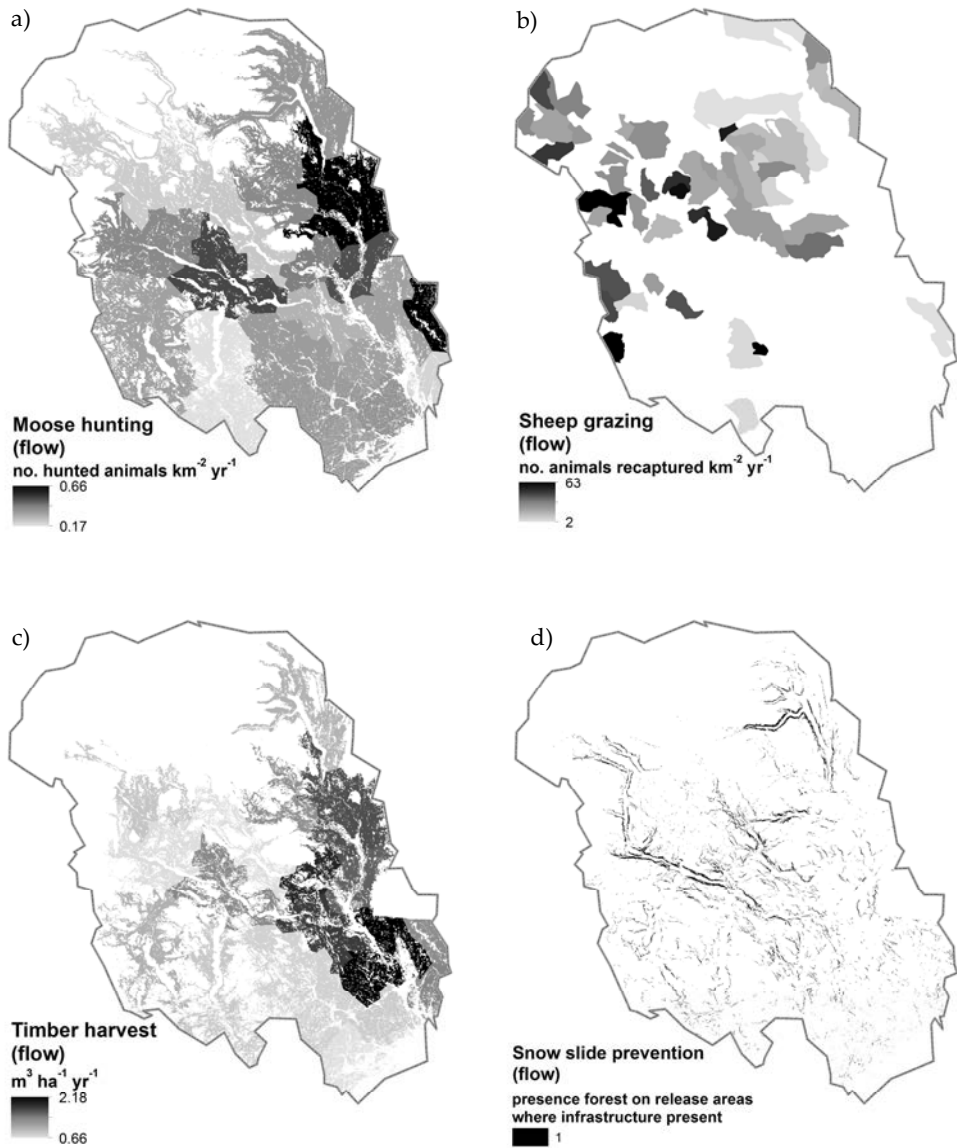 a)
Moose hunting
(flow)
no. hunted animals km⁻² yr⁻¹
0.66
0.17
b)
Sheep grazing
(flow)
no. animals recaptured km⁻² yr⁻¹
63
2
c)
Timber harvest
(flow)
m³ ha⁻¹ yr⁻¹
2.18
0.66
d)
Snow slide prevention
(flow)
presence forest on release areas
where infrastructure present
1